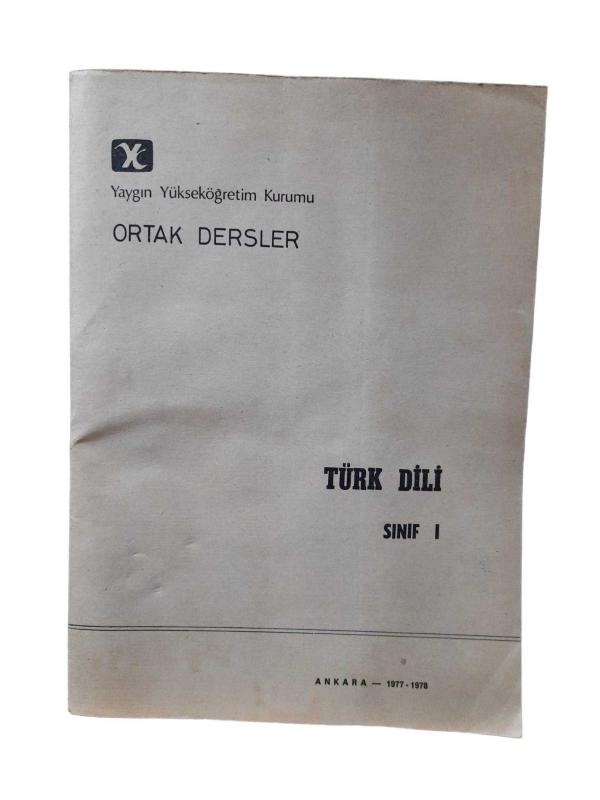 Yaygın Yükseköğretim Kurumu
ORTAK DERSLER
TÜRK DİLİ
SINIF I
ANKARA — 1977 - 1978